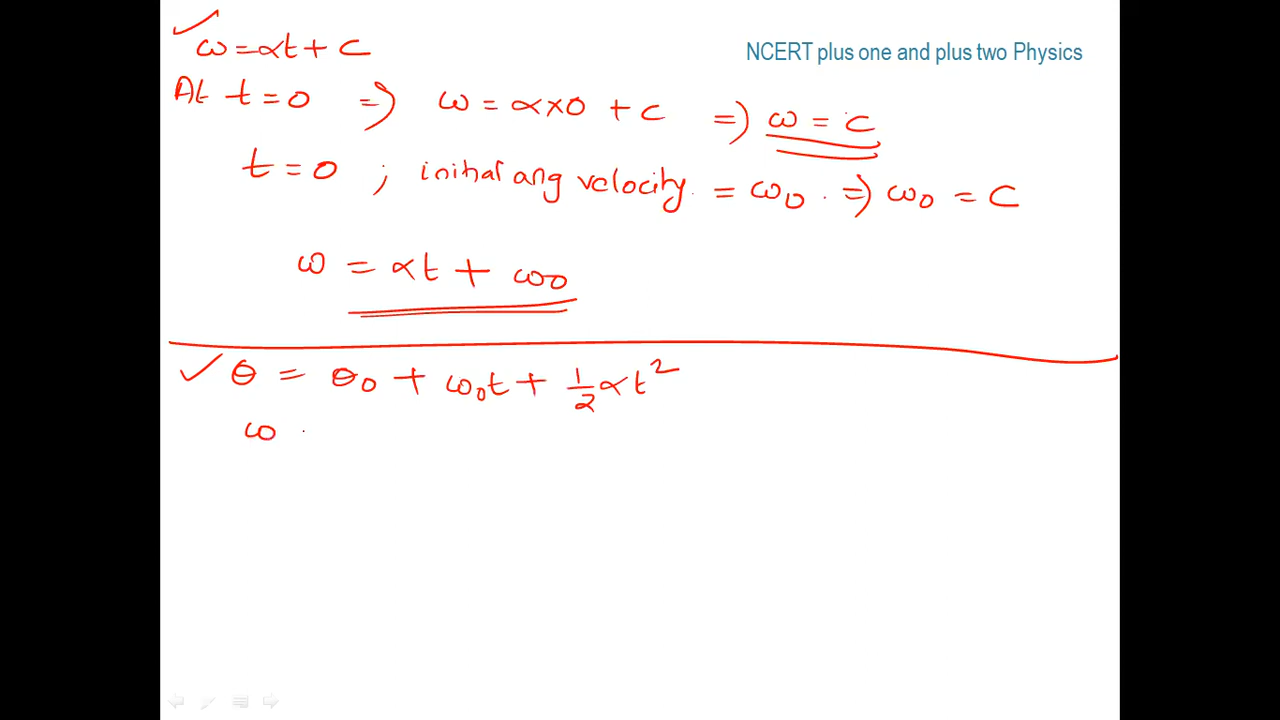 ω = αt + C
NCERT plus one and plus two Physics
At t = 0 ⇒ ω = α×0 + C ⇒ ω = C
t = 0 ; initial ang velocity = ω₀ . ⇒ ω₀ = C
ω = αt + ω₀
θ = θ₀ + ω₀t + ½αt²
ω